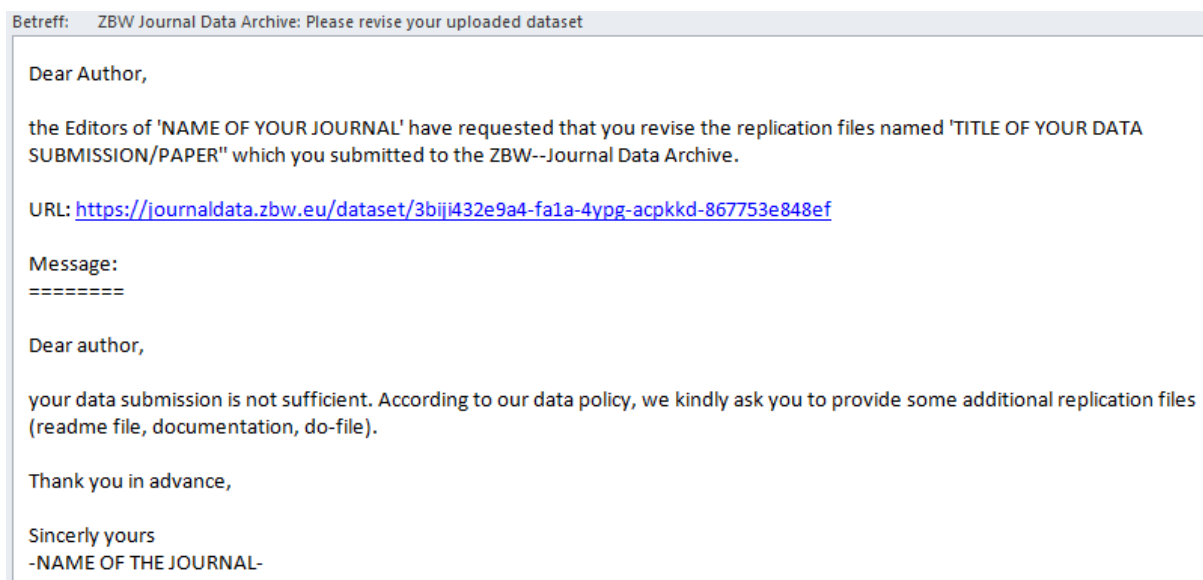 Betreff: ZBW Journal Data Archive: Please revise your uploaded dataset
Dear Author,
the Editors of 'NAME OF YOUR JOURNAL' have requested that you revise the replication files named 'TITLE OF YOUR DATA
SUBMISSION/PAPER" which you submitted to the ZBW--Journal Data Archive.
URL: https://journaldata.zbw.eu/dataset/3biji432e9a4-fa1a-4ypg-acpkkd-867753e848ef
Message:
========
Dear author,
your data submission is not sufficient. According to our data policy, we kindly ask you to provide some additional replication files
(readme file, documentation, do-file).
Thank you in advance,
Sincerly yours
-NAME OF THE JOURNAL-